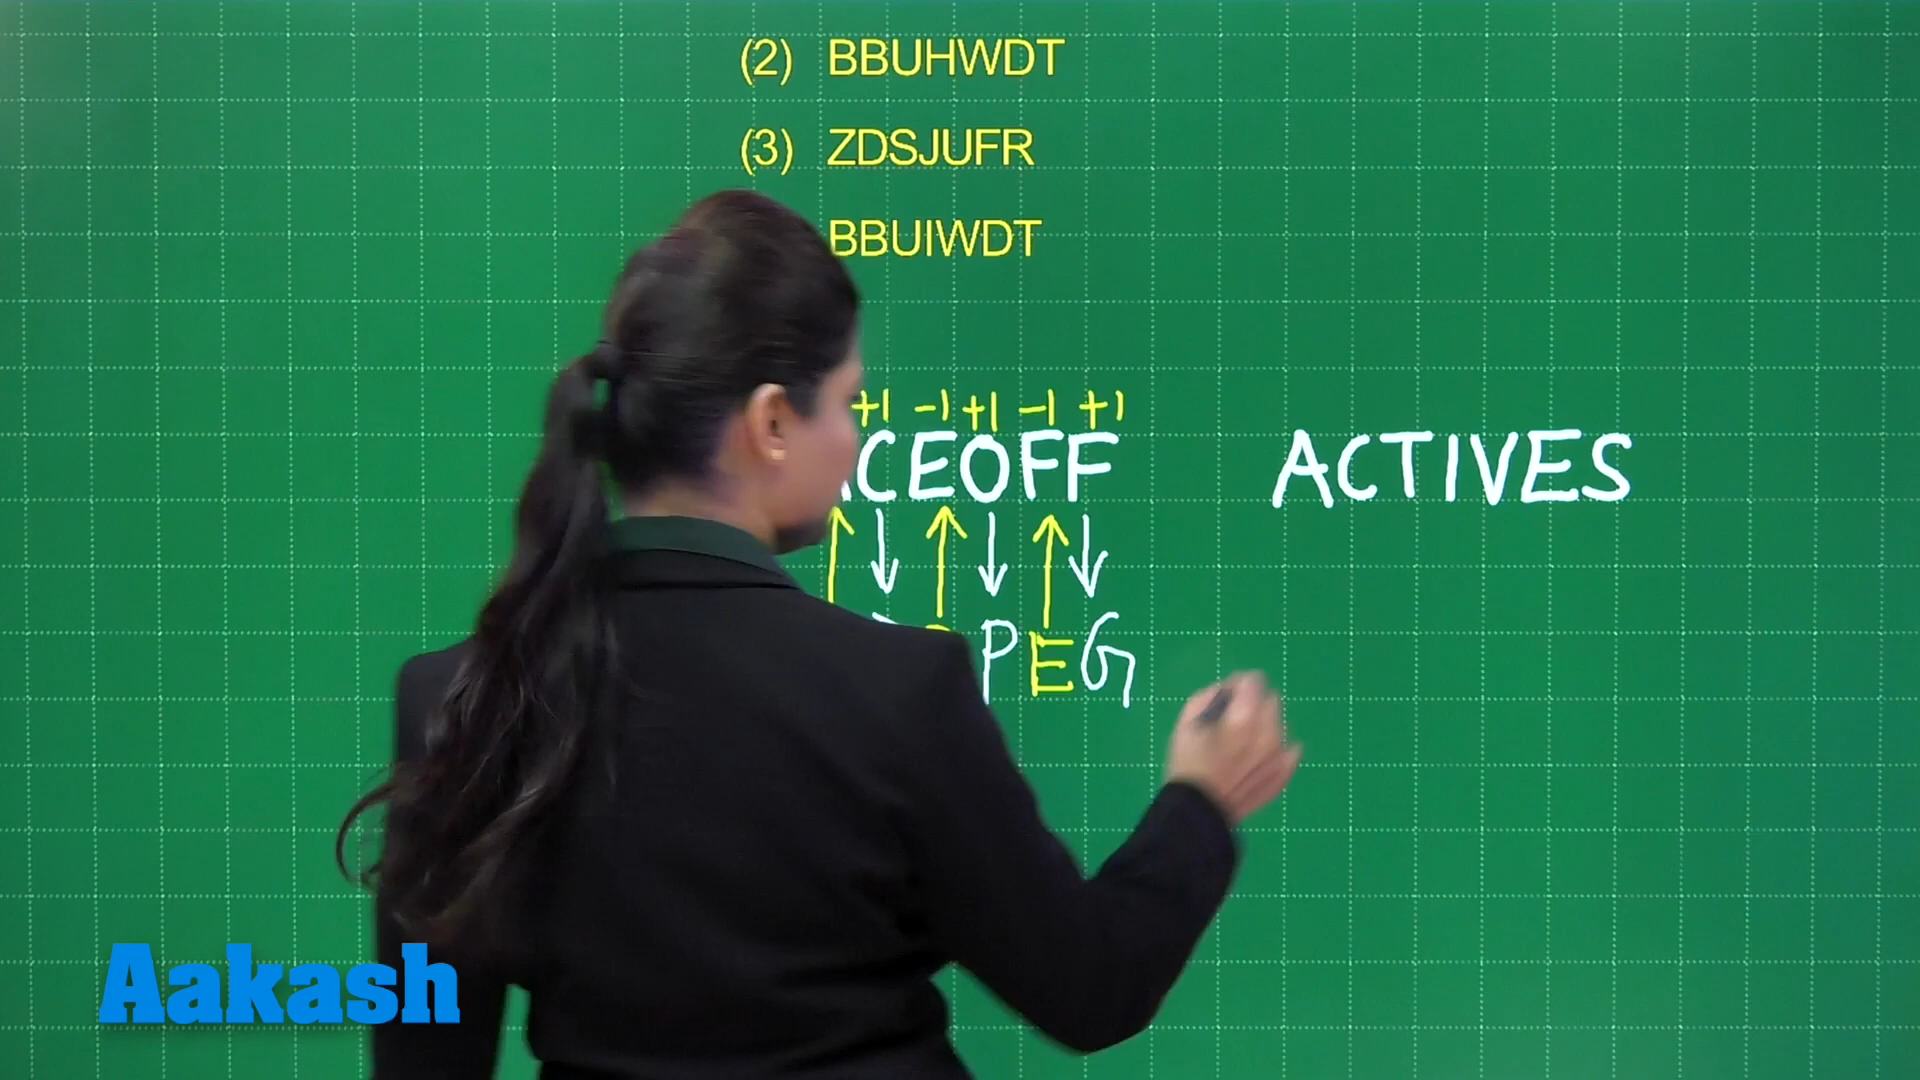 (2) BBUHWDT
(3) ZDSJUFR
BBUIWDT
+1 -1 +1 -1 +1
CEOFF ACTIVES
PEG
Aakash